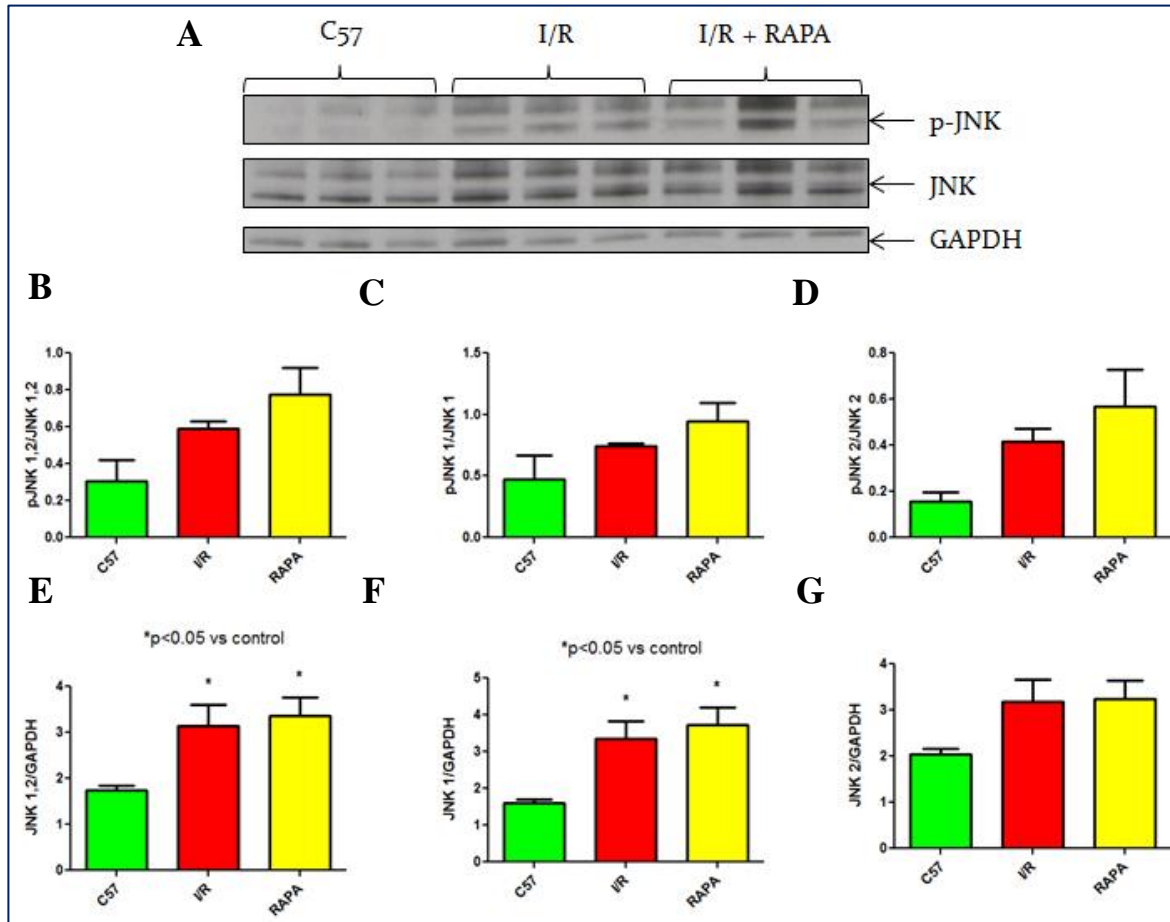 A
C57
I/R
I/R + RAPA
p-JNK
JNK
GAPDH
B
C
D
pJNK 1,2/JNK 1,2
1.0
0.8
0.6
0.4
0.2
0.0
C57
I/R
RAPA
pJNK 1/JNK 1
1.5
1.0
0.5
0.0
C57
I/R
RAPA
pJNK 2/JNK 2
0.8
0.6
0.4
0.2
0.0
C57
I/R
RAPA
E
F
G
*p<0.05 vs control
JNK 1,2/GAPDH
4
3
2
1
0
*
*
C57
I/R
RAPA
*p<0.05 vs control
JNK 1/GAPDH
5
4
3
2
1
0
*
*
C57
I/R
RAPA
JNK 2/GAPDH
4
3
2
1
0
C57
I/R
RAPA